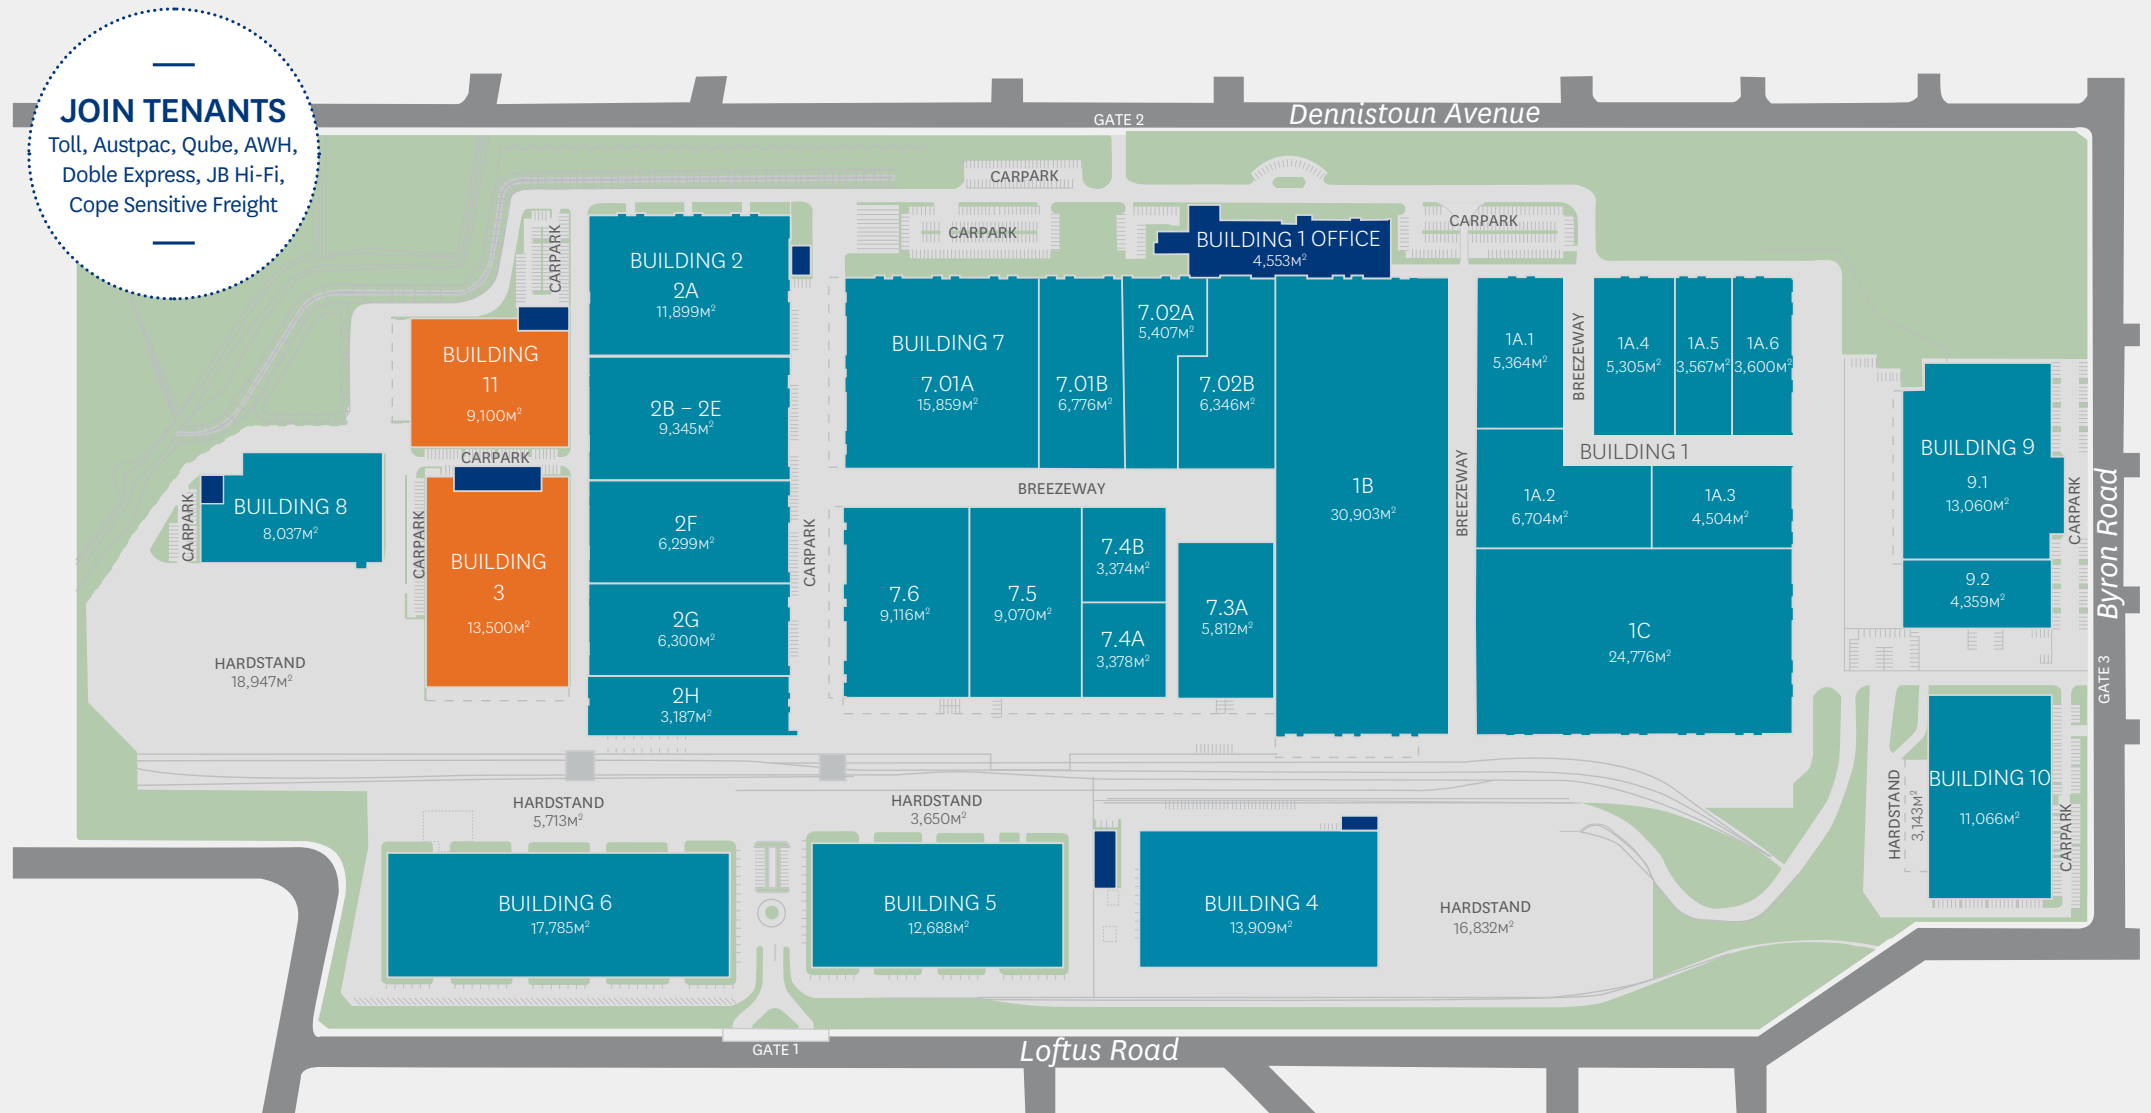 JOIN TENANTS
Toll, Austpac, Qube, AWH,
Doble Express, JB Hi-Fi,
Cope Sensitive Freight
Dennistoun Avenue
GATE 2
CARPARK
CARPARK
CARPARK
CARPARK
BUILDING 1 OFFICE
4,553M²
BUILDING 2
2A
11,899M²
2B – 2E
9,345M²
2F
6,299M²
2G
6,300M²
2H
3,187M²
BUILDING
11
9,100M²
CARPARK
BUILDING
3
13,500M²
CARPARK
BUILDING 8
8,037M²
CARPARK
HARDSTAND
18,947M²
CARPARK
BUILDING 7
7.01A
15,859M²
7.01B
6,776M²
7.02A
5,407M²
7.02B
6,346M²
BREEZEWAY
7.6
9,116M²
7.5
9,070M²
7.4B
3,374M²
7.4A
3,378M²
7.3A
5,812M²
1B
30,903M²
BREEZEWAY
1A.1
5,364M²
BREEZEWAY
1A.4
5,305M²
1A.5
3,567M²
1A.6
3,600M²
BUILDING 1
1A.2
6,704M²
1A.3
4,504M²
1C
24,776M²
BUILDING 9
9.1
13,060M²
9.2
4,359M²
CARPARK
Byron Road
GATE 3
BUILDING 10
11,066M²
HARDSTAND
3,143M²
CARPARK
HARDSTAND
5,713M²
HARDSTAND
3,650M²
BUILDING 6
17,785M²
BUILDING 5
12,688M²
BUILDING 4
13,909M²
HARDSTAND
16,832M²
GATE 1
Loftus Road